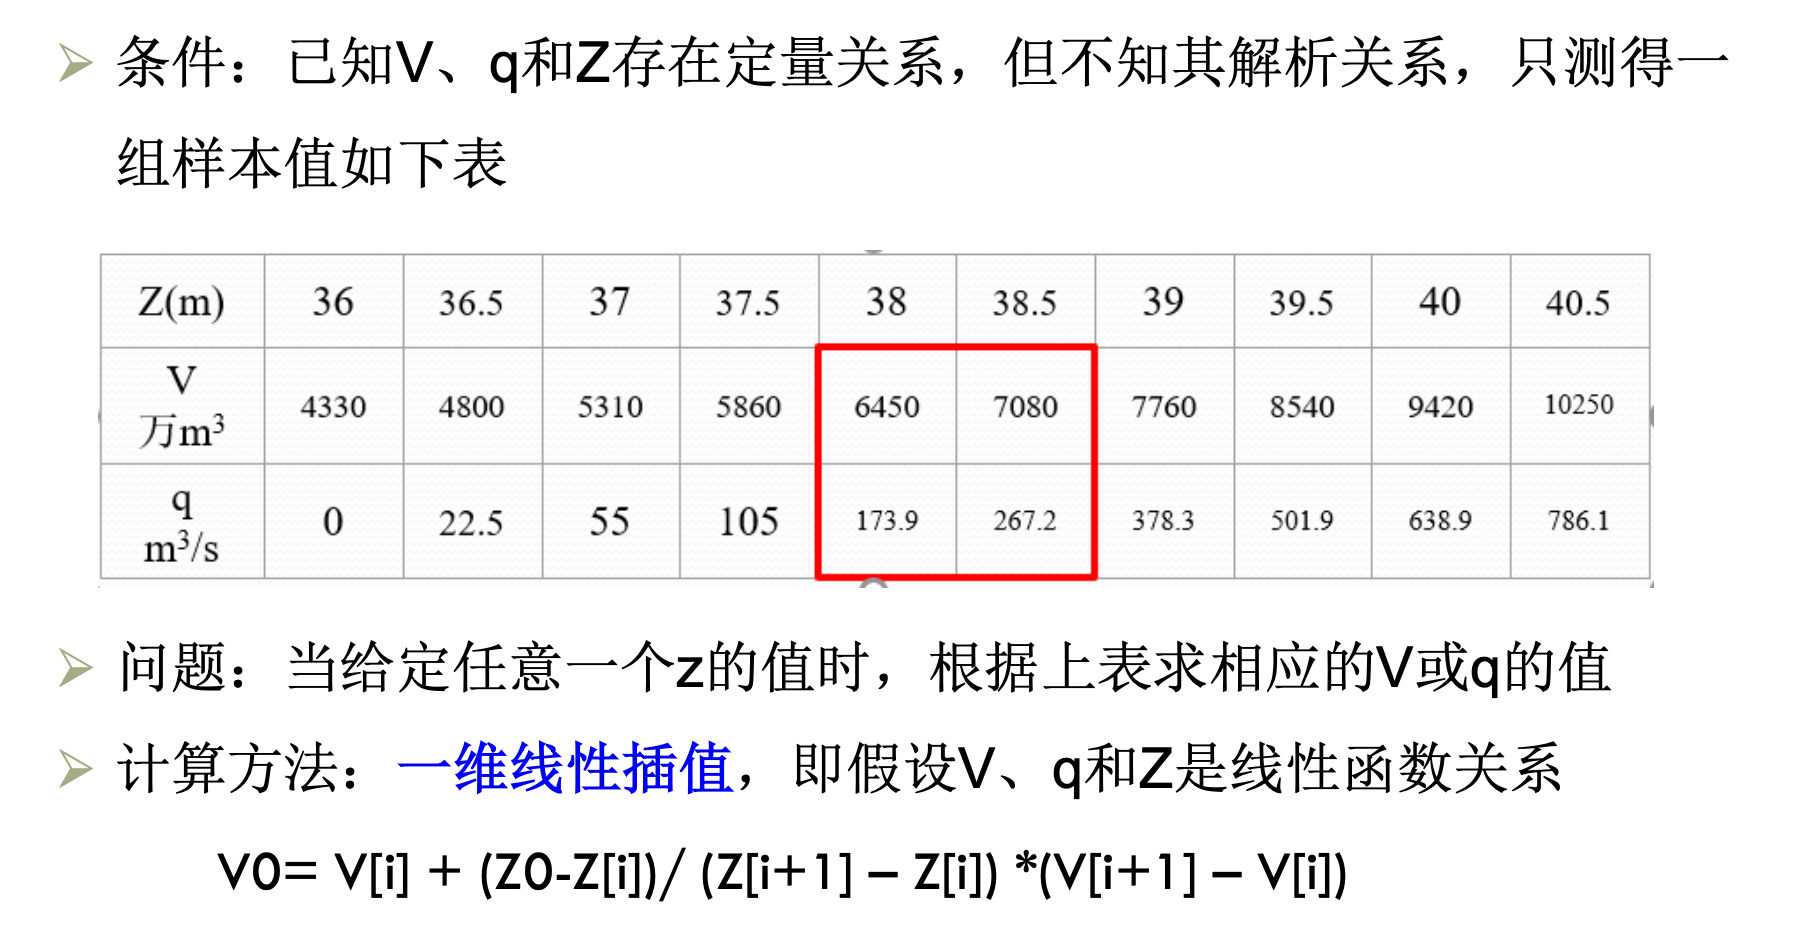 条件：已知V、q和Z存在定量关系，但不知其解析关系，只测得一
组样本值如下表
Z(m) 36 36.5 37 37.5 38 38.5 39 39.5 40 40.5
V
万m³ 4330 4800 5310 5860 6450 7080 7760 8540 9420 10250
q
m³/s 0 22.5 55 105 173.9 267.2 378.3 501.9 638.9 786.1
问题：当给定任意一个z的值时，根据上表求相应的V或q的值
计算方法：一维线性插值，即假设V、q和Z是线性函数关系
V0= V[i] + (Z0-Z[i])/ (Z[i+1] – Z[i]) *(V[i+1] – V[i])